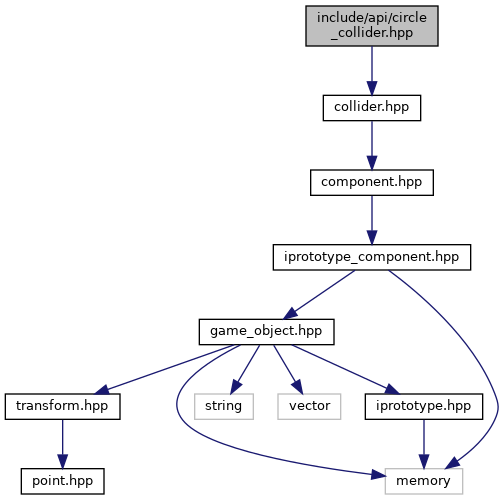 include/api/circle
_collider.hpp
collider.hpp
component.hpp
iprototype_component.hpp
game_object.hpp
transform.hpp
string
vector
iprototype.hpp
point.hpp
memory